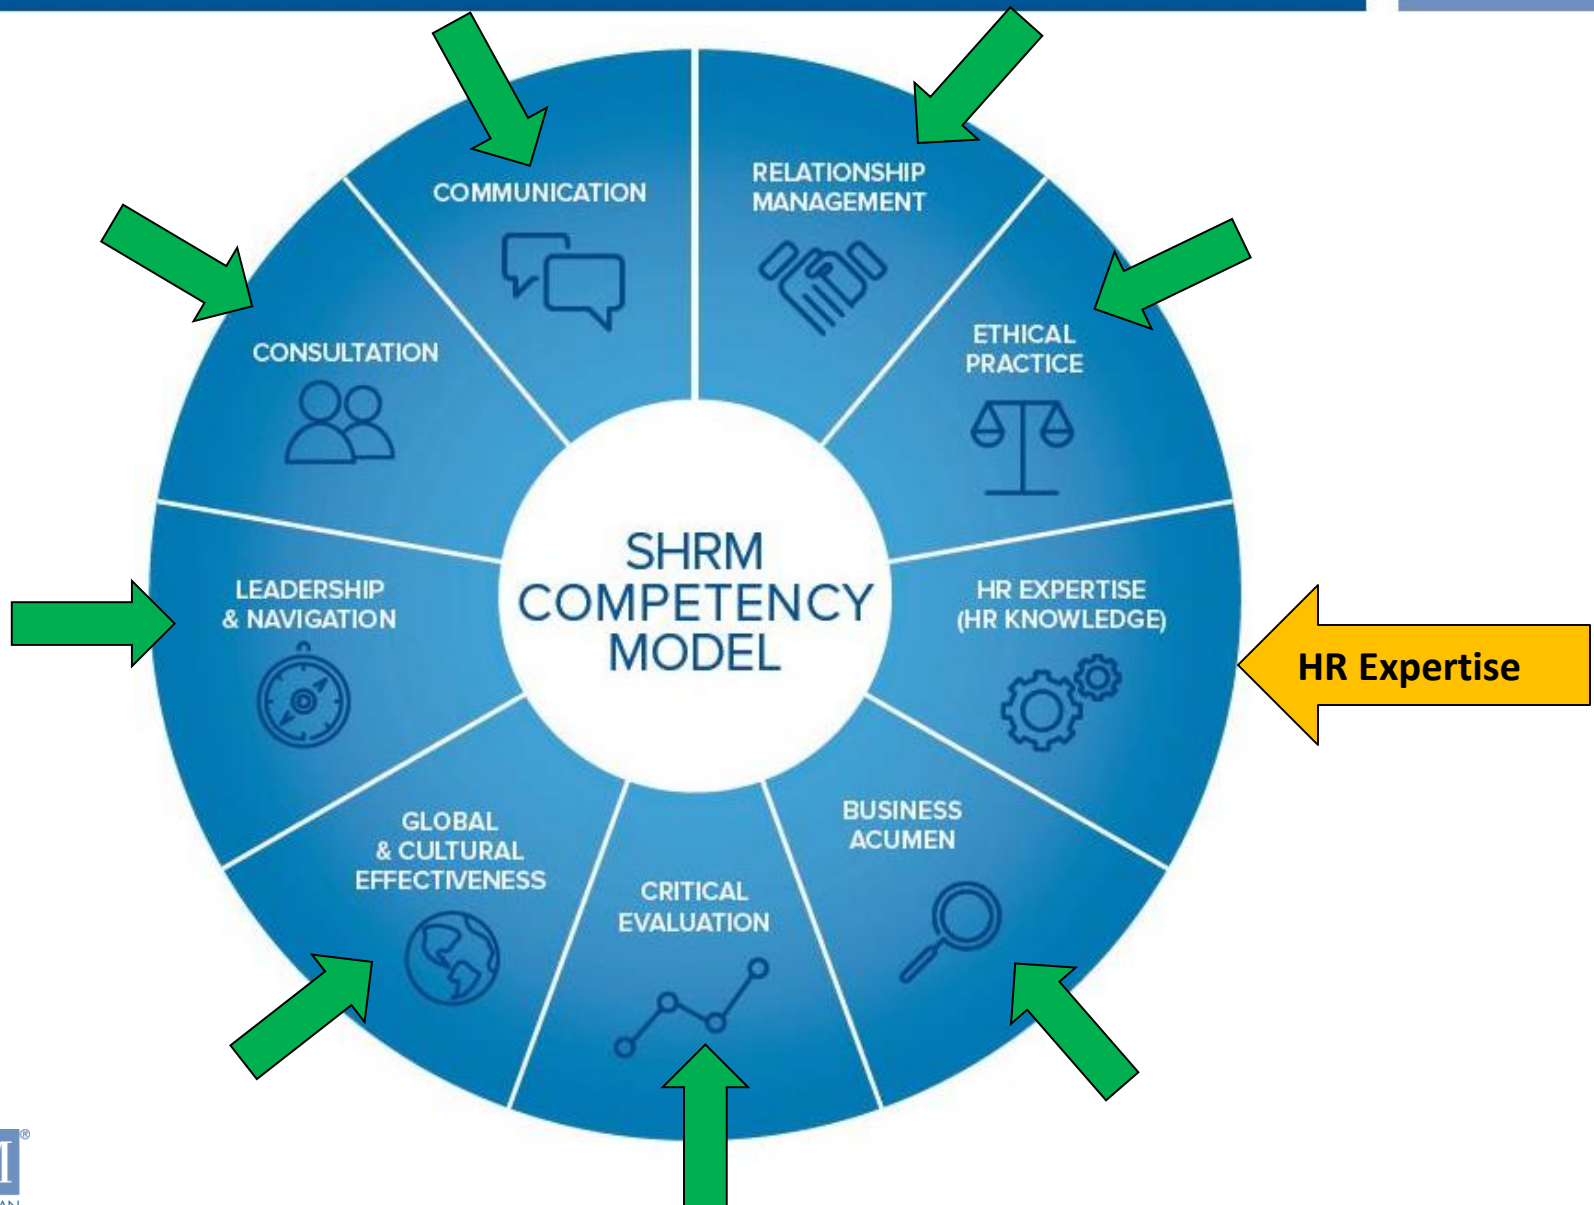 COMMUNICATION
RELATIONSHIP
MANAGEMENT
CONSULTATION
ETHICAL
PRACTICE
SHRM
COMPETENCY
MODEL
LEADERSHIP
& NAVIGATION
HR EXPERTISE
(HR KNOWLEDGE)
HR Expertise
GLOBAL
& CULTURAL
EFFECTIVENESS
CRITICAL
EVALUATION
BUSINESS
ACUMEN